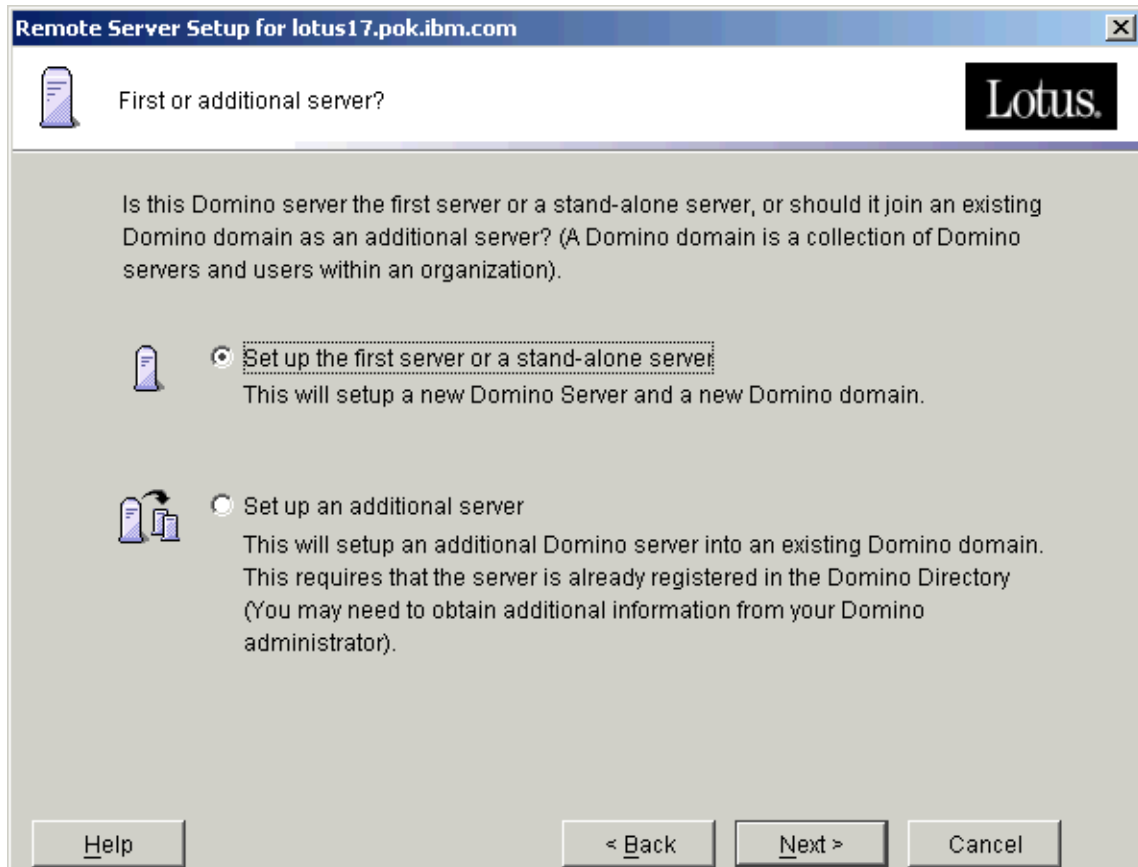 Remote Server Setup for lotus17.pok.ibm.com
First or additional server?
Lotus.
Is this Domino server the first server or a stand-alone server, or should it join an existing
Domino domain as an additional server? (A Domino domain is a collection of Domino
servers and users within an organization).
Set up the first server or a stand-alone server
This will setup a new Domino Server and a new Domino domain.
Set up an additional server
This will setup an additional Domino server into an existing Domino domain.
This requires that the server is already registered in the Domino Directory
(You may need to obtain additional information from your Domino
administrator).
Help
< Back
Next >
Cancel